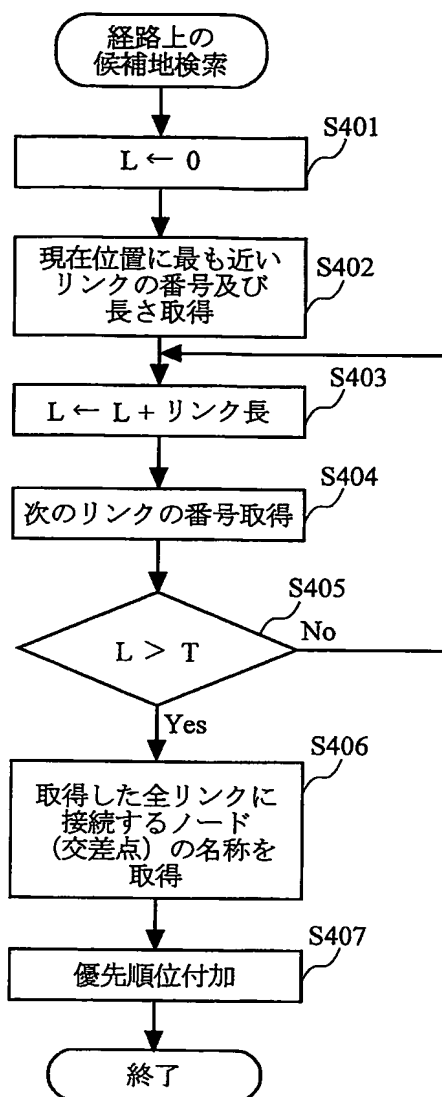 経路上の
候補地検索
S401
L ← 0
S402
現在位置に最も近い
リンクの番号及び
長さ取得
S403
L ← L + リンク長
S404
次のリンクの番号取得
S405
L > T
No
Yes
S406
取得した全リンクに
接続するノード
(交差点)の名称を
取得
S407
優先順位付加
終了